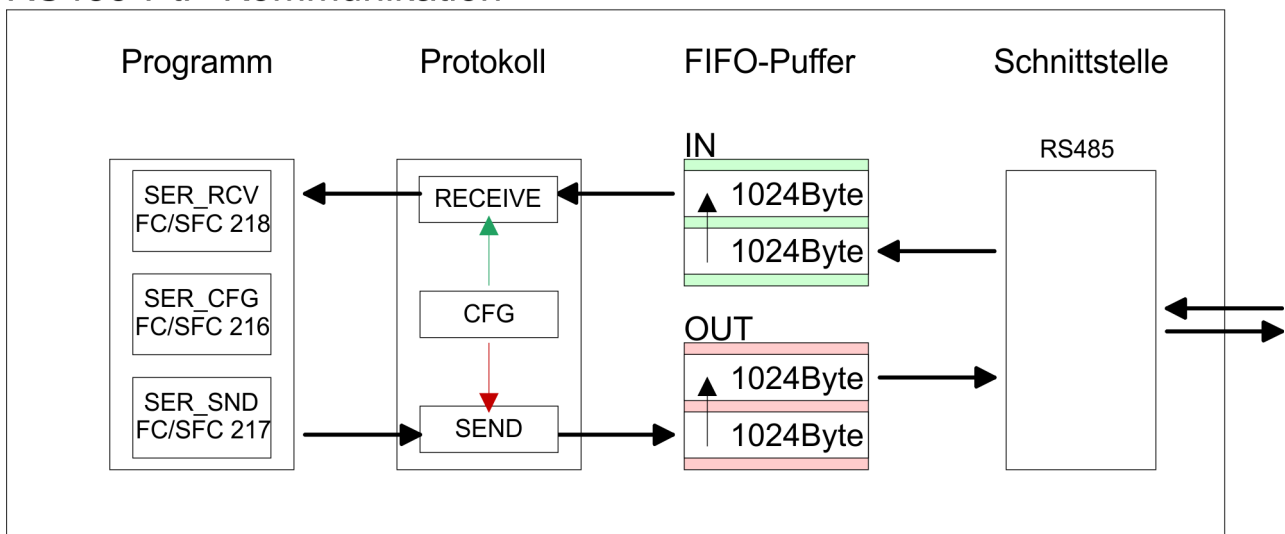 Programm
Protokoll
FIFO-Puffer
Schnittstelle
SER_RCV
FC/SFC 218
SER_CFG
FC/SFC 216
SER_SND
FC/SFC 217
RECEIVE
CFG
SEND
IN
1024Byte
1024Byte
OUT
1024Byte
1024Byte
RS485